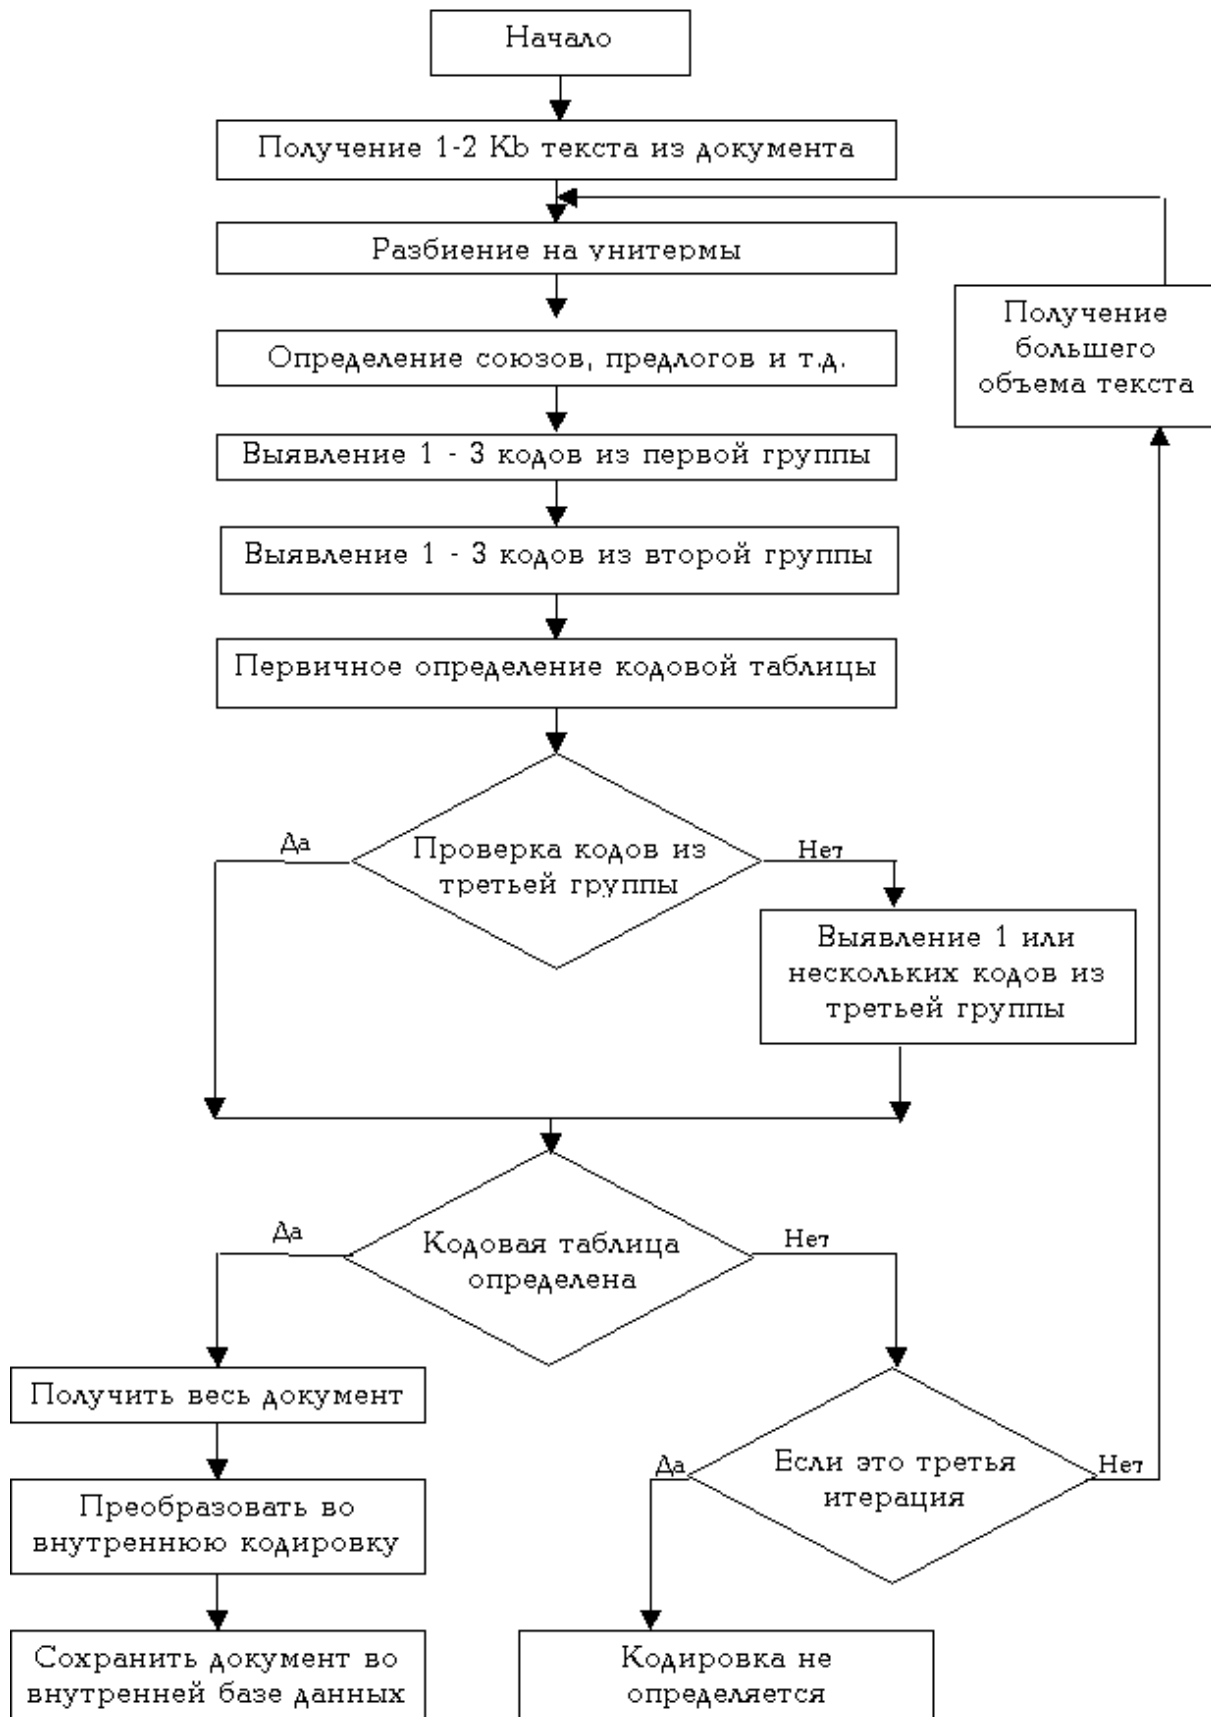 Начало
Получение 1-2 Kb текста из документа
Разбиение на унитермы
Получение
большего
объема текста
Определение союзов, предлогов и т.д.
Выявление 1 - 3 кодов из первой группы
Выявление 1 - 3 кодов из второй группы
Первичное определение кодовой таблицы
Да
Проверка кодов из
третьей группы
Нет
Выявление 1 или
нескольких кодов из
третьей группы
Да
Кодовая таблица
определена
Нет
Получить весь документ
Да
Если это третья
итерация
Нет
Преобразовать во
внутреннюю кодировку
Сохранить документ во
внутренней базе данных
Кодировка не
определяется